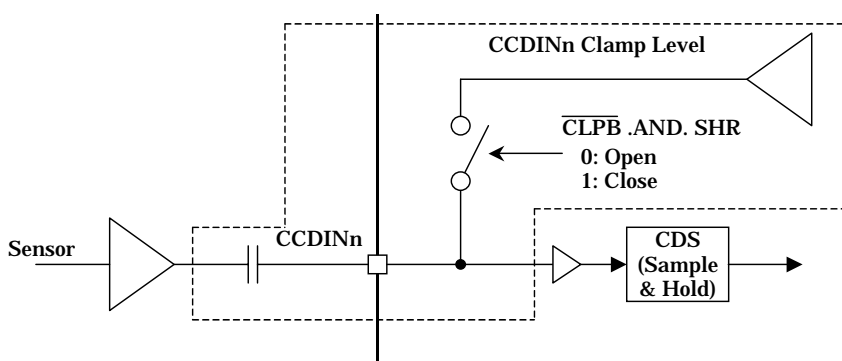 CCDINn Clamp Level
CLPB .AND. SHR
0: Open
1: Close
CCDINn
Sensor
CDS
(Sample
& Hold)